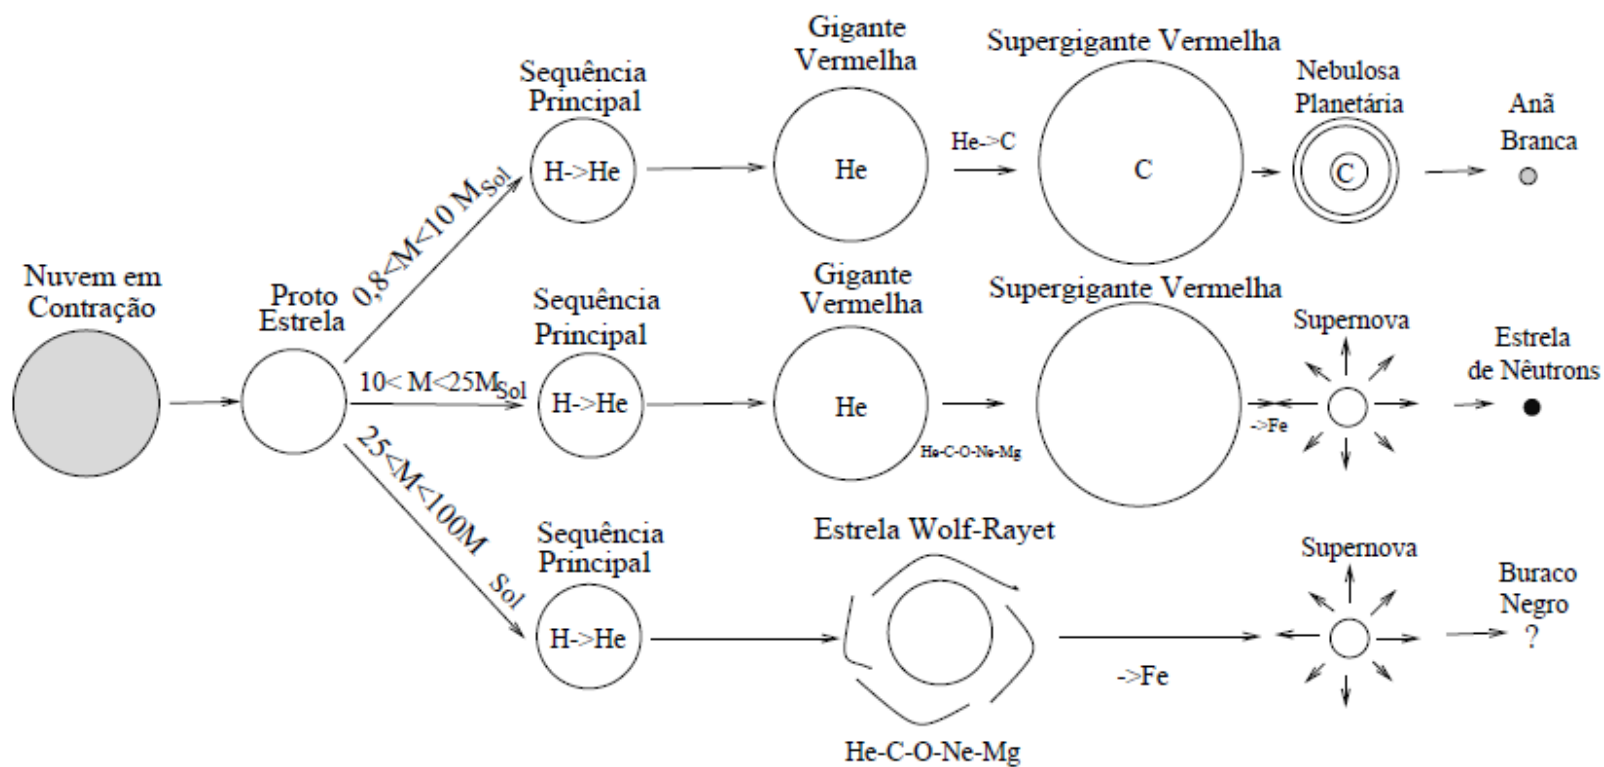 Nuvem em
Contração
Proto
Estrela
0,8<M<10 MSol
Sequência
Principal
H->He
Gigante
Vermelha
He
He->C
Supergigante Vermelha
C
Nebulosa
Planetária
C
Anã
Branca
10< M<25MSol
Sequência
Principal
H->He
Gigante
Vermelha
He
He-C-O-Ne-Mg
Supergigante Vermelha
->Fe
Supernova
Estrela
de Nêutrons
25<M<100M Sol
Sequência
Principal
H->He
Estrela Wolf-Rayet
He-C-O-Ne-Mg
->Fe
Supernova
Buraco
Negro
?